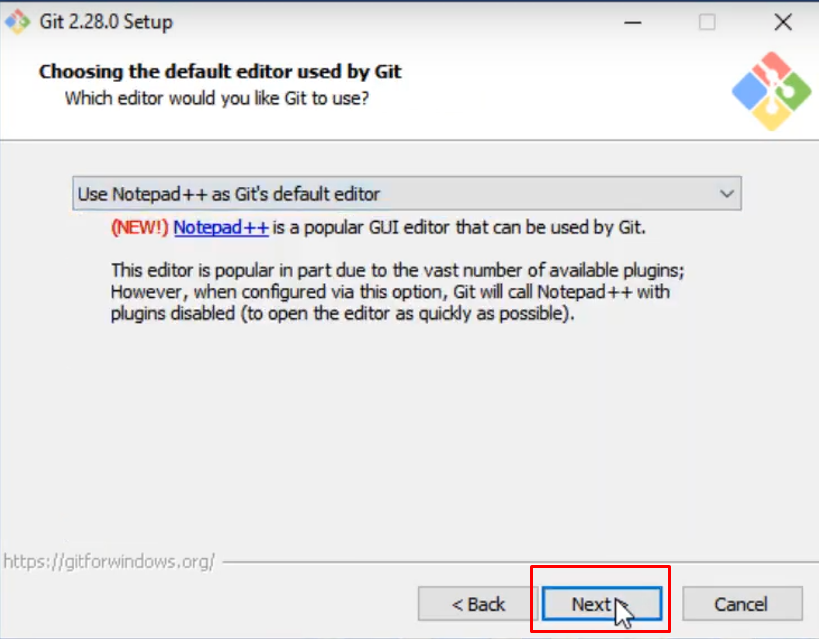 Git 2.28.0 Setup
Choosing the default editor used by Git
Which editor would you like Git to use?
Use Notepad++ as Git's default editor
(NEW!) Notepad++ is a popular GUI editor that can be used by Git.
This editor is popular in part due to the vast number of available plugins;
However, when configured via this option, Git will call Notepad++ with
plugins disabled (to open the editor as quickly as possible).
https://gitforwindows.org/
< Back Next > Cancel